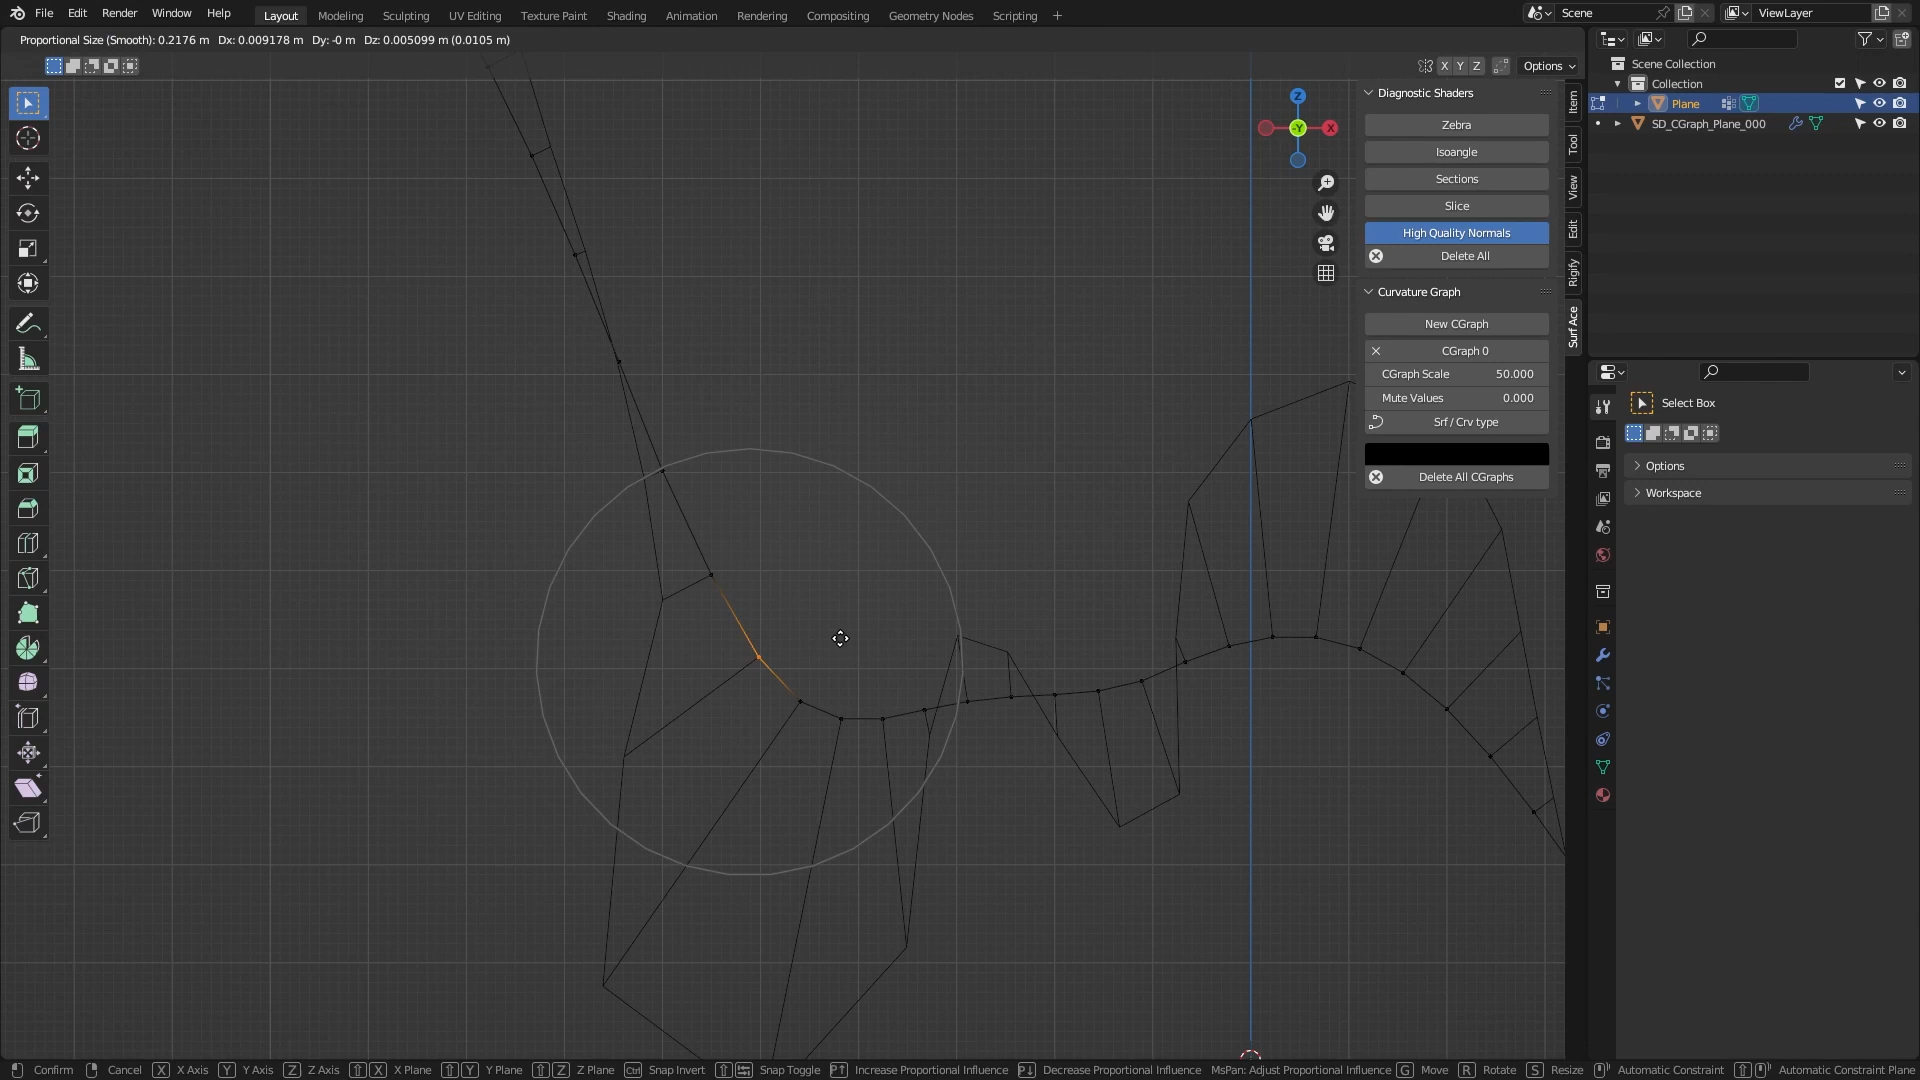 File Edit Render Window Help Layout Modeling Sculpting UV Editing Texture Paint Shading Animation Rendering Compositing Geometry Nodes Scripting + Scene ViewLayer
Proportional Size (Smooth): 0.2176 m Dx: 0.009178 m Dy: -0 m Dz: 0.005099 m (0.0105 m)
X Y Z Options
Scene Collection
Collection
Plane
SD_CGraph_Plane_000
Z
-Y
X
Diagnostic Shaders
Zebra
Isoangle
Sections
Slice
High Quality Normals
Delete All
Curvature Graph
New CGraph
CGraph 0
CGraph Scale 50.000
Mute Values 0.000
Srf / Crv type
Delete All CGraphs
Item
Tool
View
Edit
Rigify
Surf Ace
Select Box
Options
Workspace
Confirm Cancel X X Axis Y Y Axis Z Z Axis X X Plane Y Y Plane Z Z Plane Ctrl Snap Invert Snap Toggle P↑ Increase Proportional Influence P↓ Decrease Proportional Influence MsPan: Adjust Proportional Influence G Move R Rotate S Resize Automatic Constraint Automatic Constraint Plane